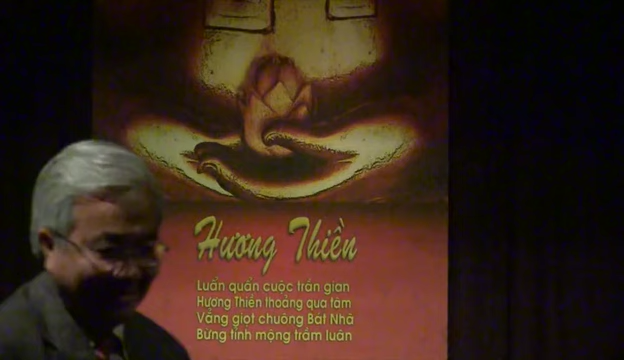 Hương Thiền
Luẩn quẩn cuộc trần gian
Hương Thiền thoảng qua tâm
Vẳng giọt chuông Bát Nhã
Bừng tỉnh mộng trầm luân